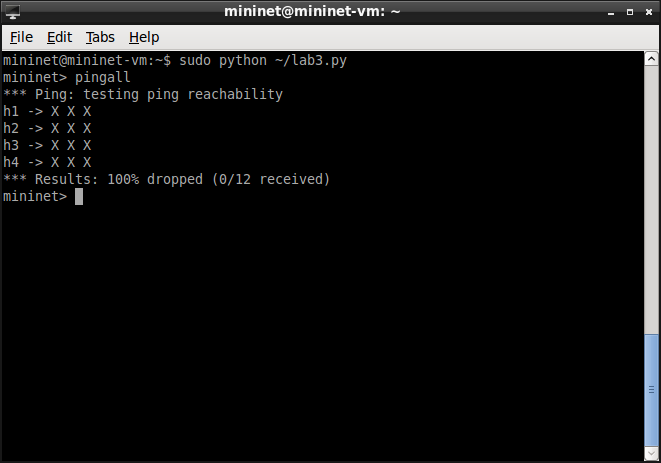 mininet@mininet-vm: ~
File Edit Tabs Help
mininet@mininet-vm:~$ sudo python ~/lab3.py
mininet> pingall
*** Ping: testing ping reachability
h1 -> X X X
h2 -> X X X
h3 -> X X X
h4 -> X X X
*** Results: 100% dropped (0/12 received)
mininet>